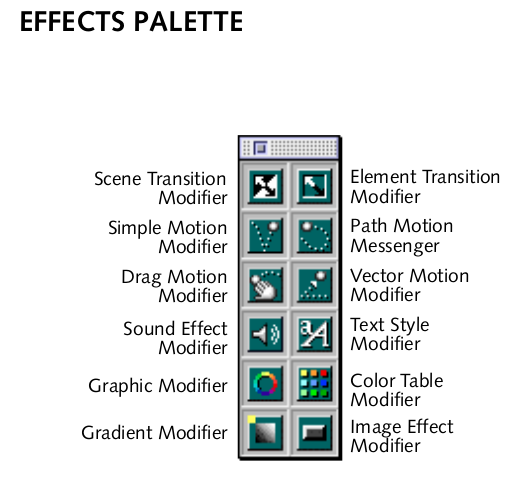 EFFECTS PALETTE
Scene Transition
Modifier
Element Transition
Modifier
Simple Motion
Modifier
Path Motion
Messenger
Drag Motion
Modifier
Vector Motion
Modifier
Sound Effect
Modifier
aA
Text Style
Modifier
Graphic Modifier
Color Table
Modifier
Gradient Modifier
Image Effect
Modifier